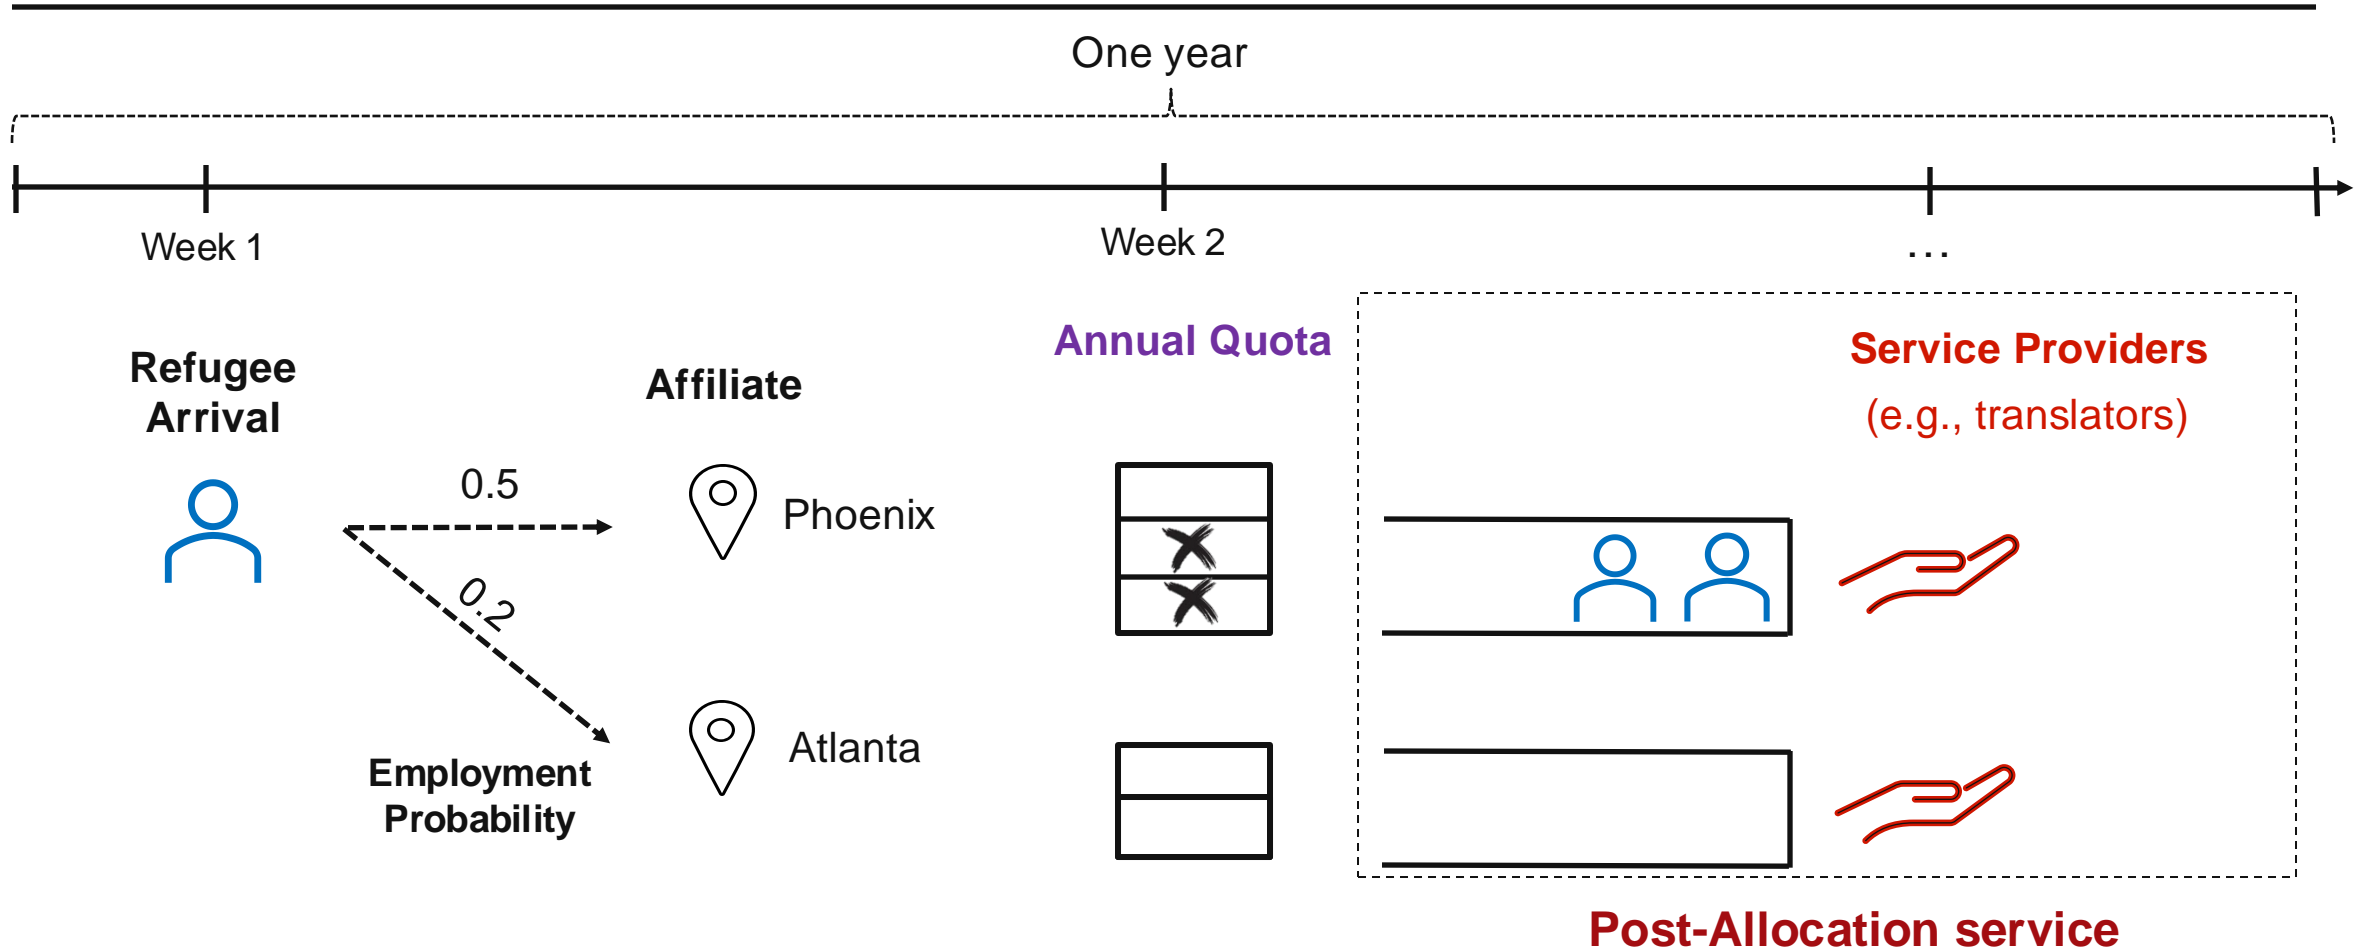 One year
Week 1
Week 2
...
Refugee
Arrival
Affiliate
Annual Quota
Service Providers
(e.g., translators)
0.5
0.2
Phoenix
Atlanta
Employment
Probability
Post-Allocation service